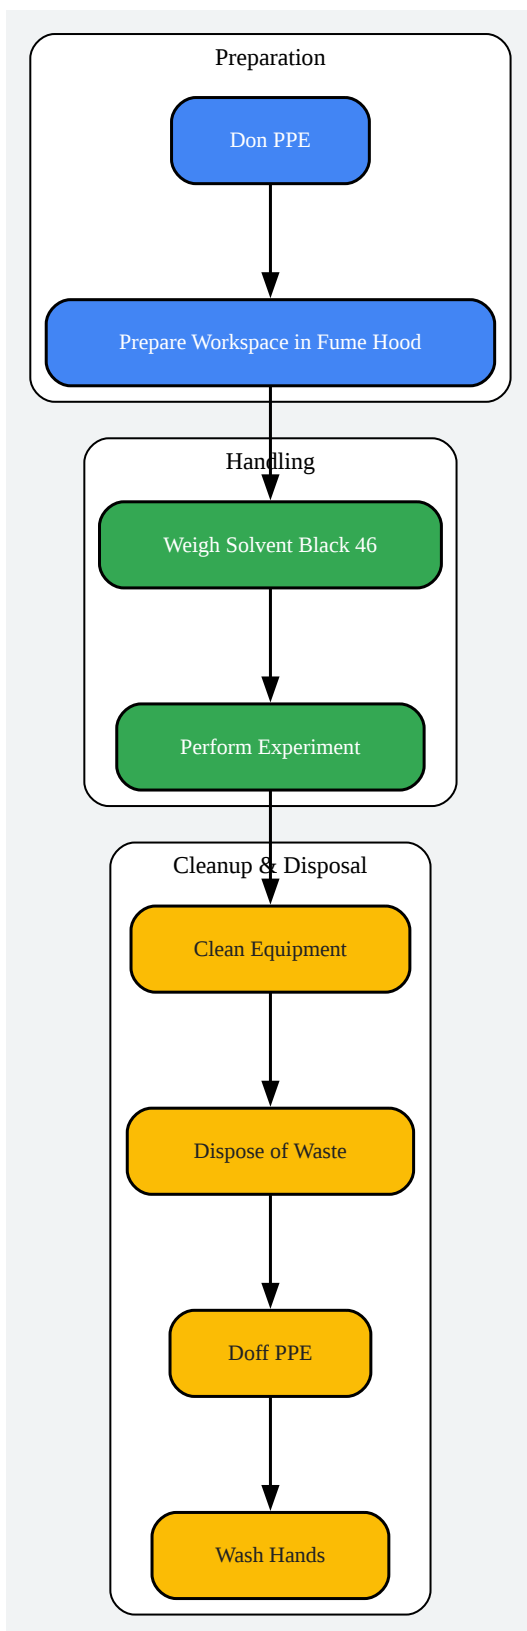 Preparation
Don PPE
Prepare Workspace in Fume Hood
Handling
Weigh Solvent Black 46
Perform Experiment
Cleanup & Disposal
Clean Equipment
Dispose of Waste
Doff PPE
Wash Hands